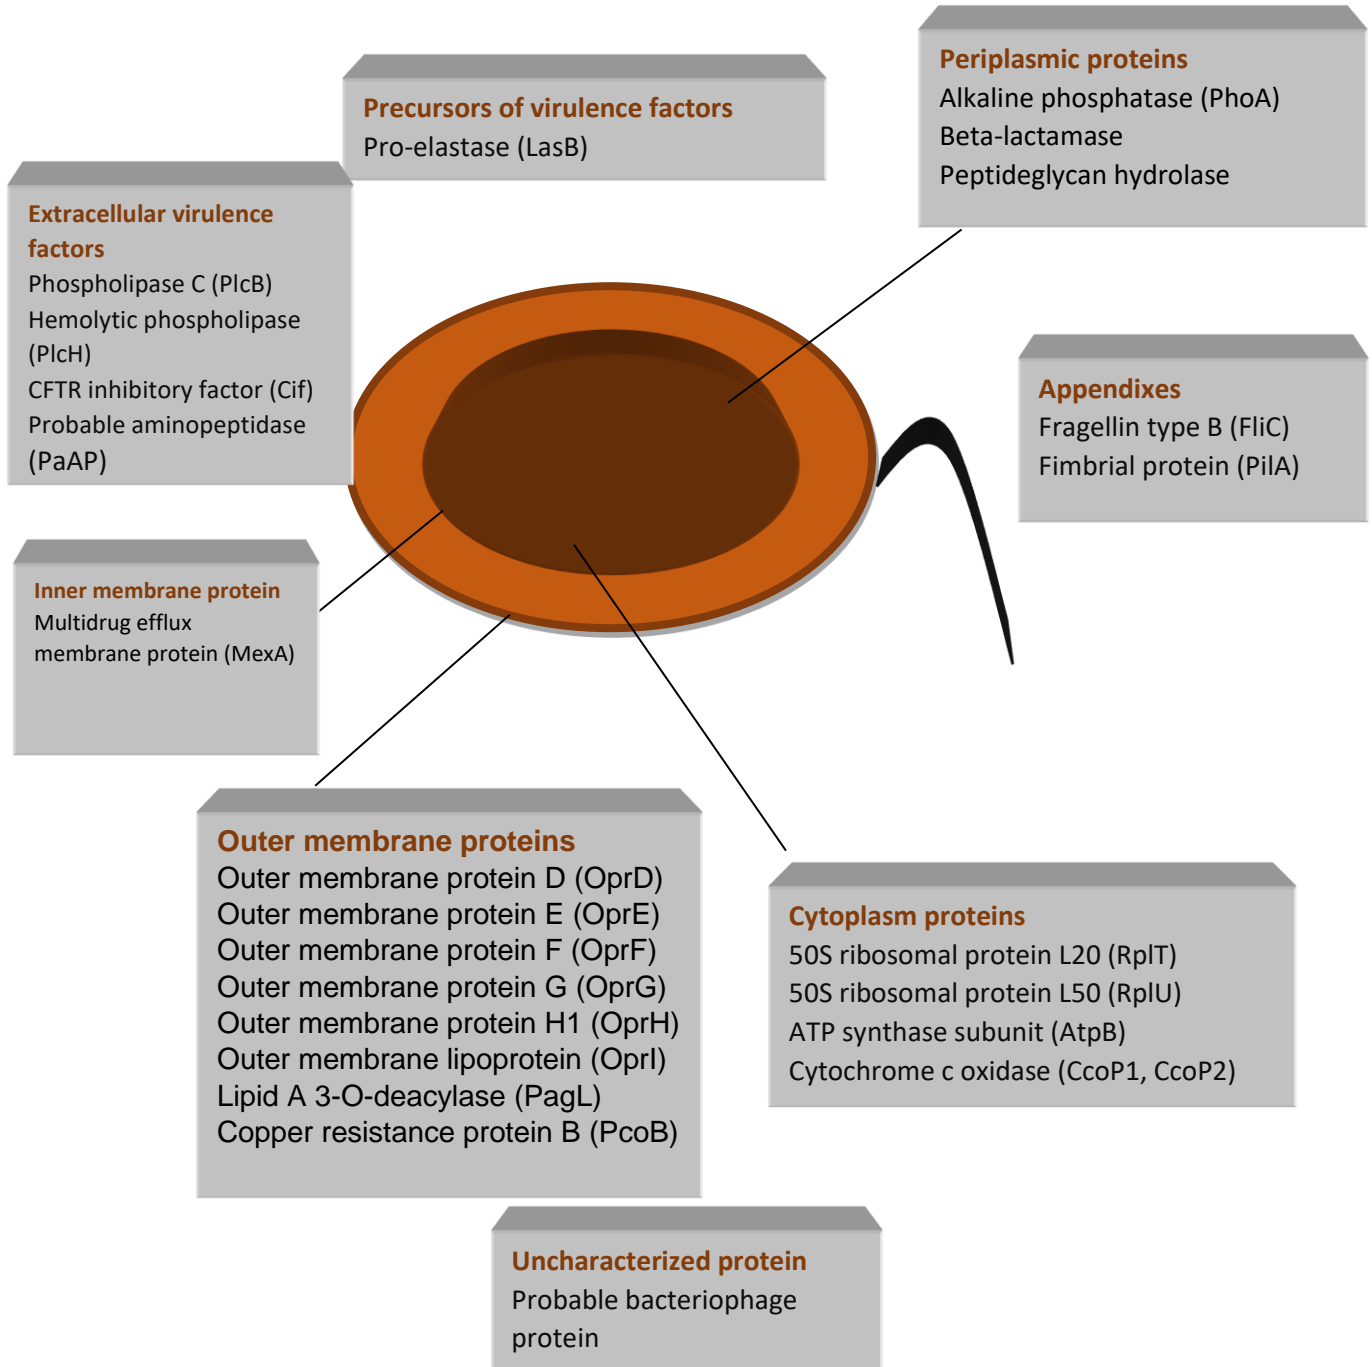 Precursors of virulence factors
Pro-elastase (LasB)
Periplasmic proteins
Alkaline phosphatase (PhoA)
Beta-lactamase
Peptideglycan hydrolase
Extracellular virulence
factors
Phospholipase C (PlcB)
Hemolytic phospholipase
(PlcH)
CFTR inhibitory factor (Cif)
Probable aminopeptidase
(PaAP)
Appendixes
Fragellin type B (FliC)
Fimbrial protein (PilA)
Inner membrane protein
Multidrug efflux
membrane protein (MexA)
Outer membrane proteins
Outer membrane protein D (OprD)
Outer membrane protein E (OprE)
Outer membrane protein F (OprF)
Outer membrane protein G (OprG)
Outer membrane protein H1 (OprH)
Outer membrane lipoprotein (OprI)
Lipid A 3-O-deacylase (PagL)
Copper resistance protein B (PcoB)
Cytoplasm proteins
50S ribosomal protein L20 (RplT)
50S ribosomal protein L50 (RplU)
ATP synthase subunit (AtpB)
Cytochrome c oxidase (CcoP1, CcoP2)
Uncharacterized protein
Probable bacteriophage
protein